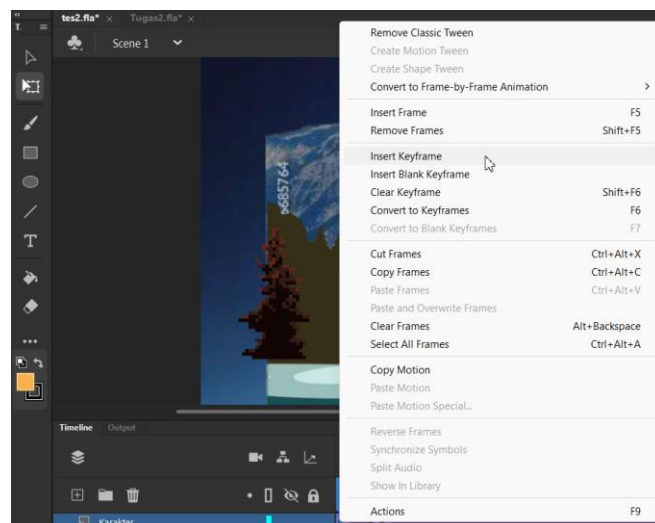 tes2.fla* × Tugas2.fla* ×
Scene 1
T
6685764
Timeline Output
Karakter
Remove Classic Tween
Create Motion Tween
Create Shape Tween
Convert to Frame-by-Frame Animation >
Insert Frame F5
Remove Frames Shift+F5
Insert Keyframe
Insert Blank Keyframe
Clear Keyframe Shift+F6
Convert to Keyframes F6
Convert to Blank Keyframes F7
Cut Frames Ctrl+Alt+X
Copy Frames Ctrl+Alt+C
Paste Frames Ctrl+Alt+V
Paste and Overwrite Frames
Clear Frames Alt+Backspace
Select All Frames Ctrl+Alt+A
Copy Motion
Paste Motion
Paste Motion Special...
Reverse Frames
Synchronize Symbols
Split Audio
Show In Library
Actions F9